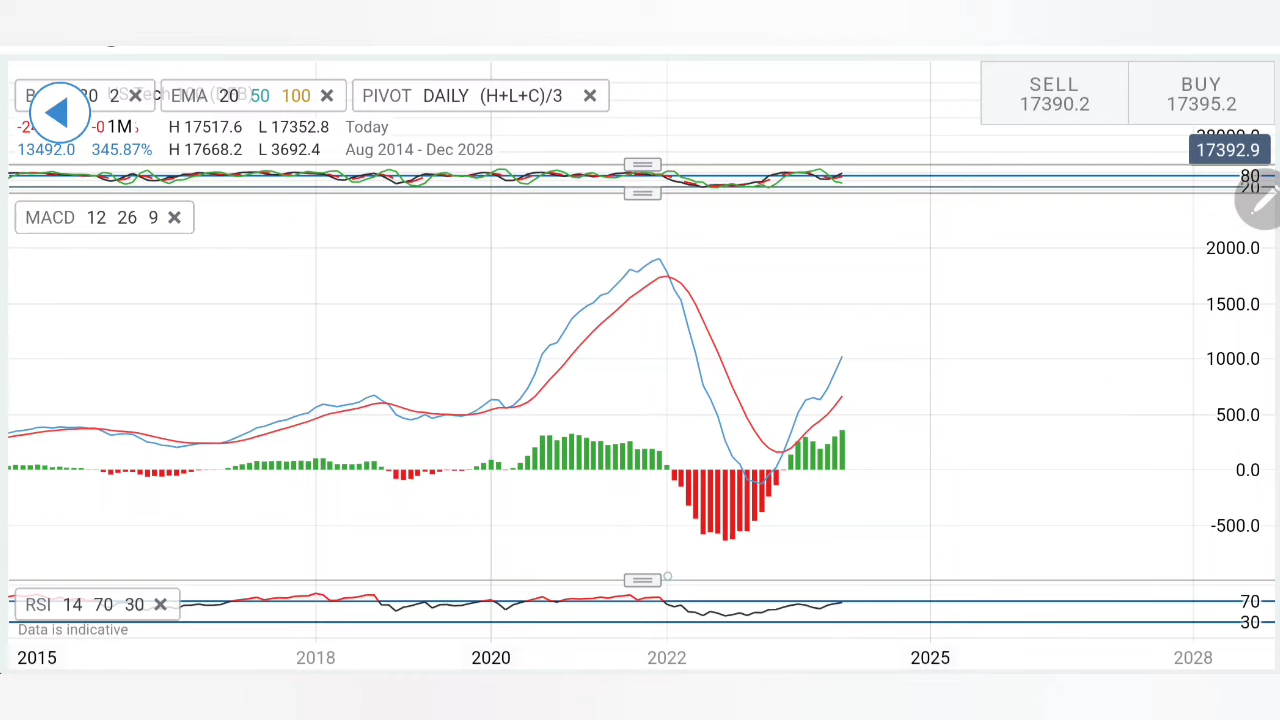 20 2 EMA 20 50 100 PIVOT DAILY (H+L+C)/3
SELL BUY
17390.2 17395.2
1M H 17517.6 L 17352.8 Today
13492.0 345.87% H 17668.2 L 3692.4 Aug 2014 - Dec 2028
17392.9
80
20
MACD 12 26 9
2000.0
1500.0
1000.0
500.0
0.0
-500.0
RSI 14 70 30
70
30
Data is indicative
2015 2018 2020 2022 2025 2028